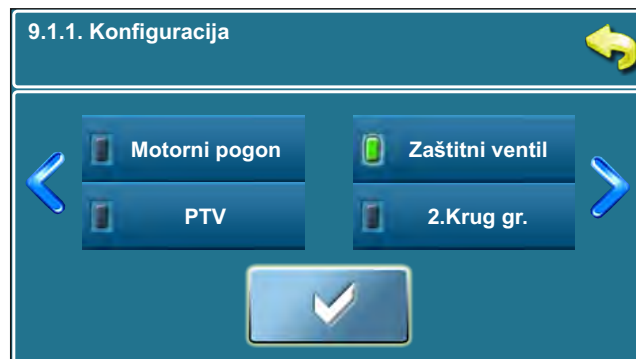 9.1.1. Konfiguracija
Motorni pogon
Zaštitni ventil
PTV
2.Krug gr.